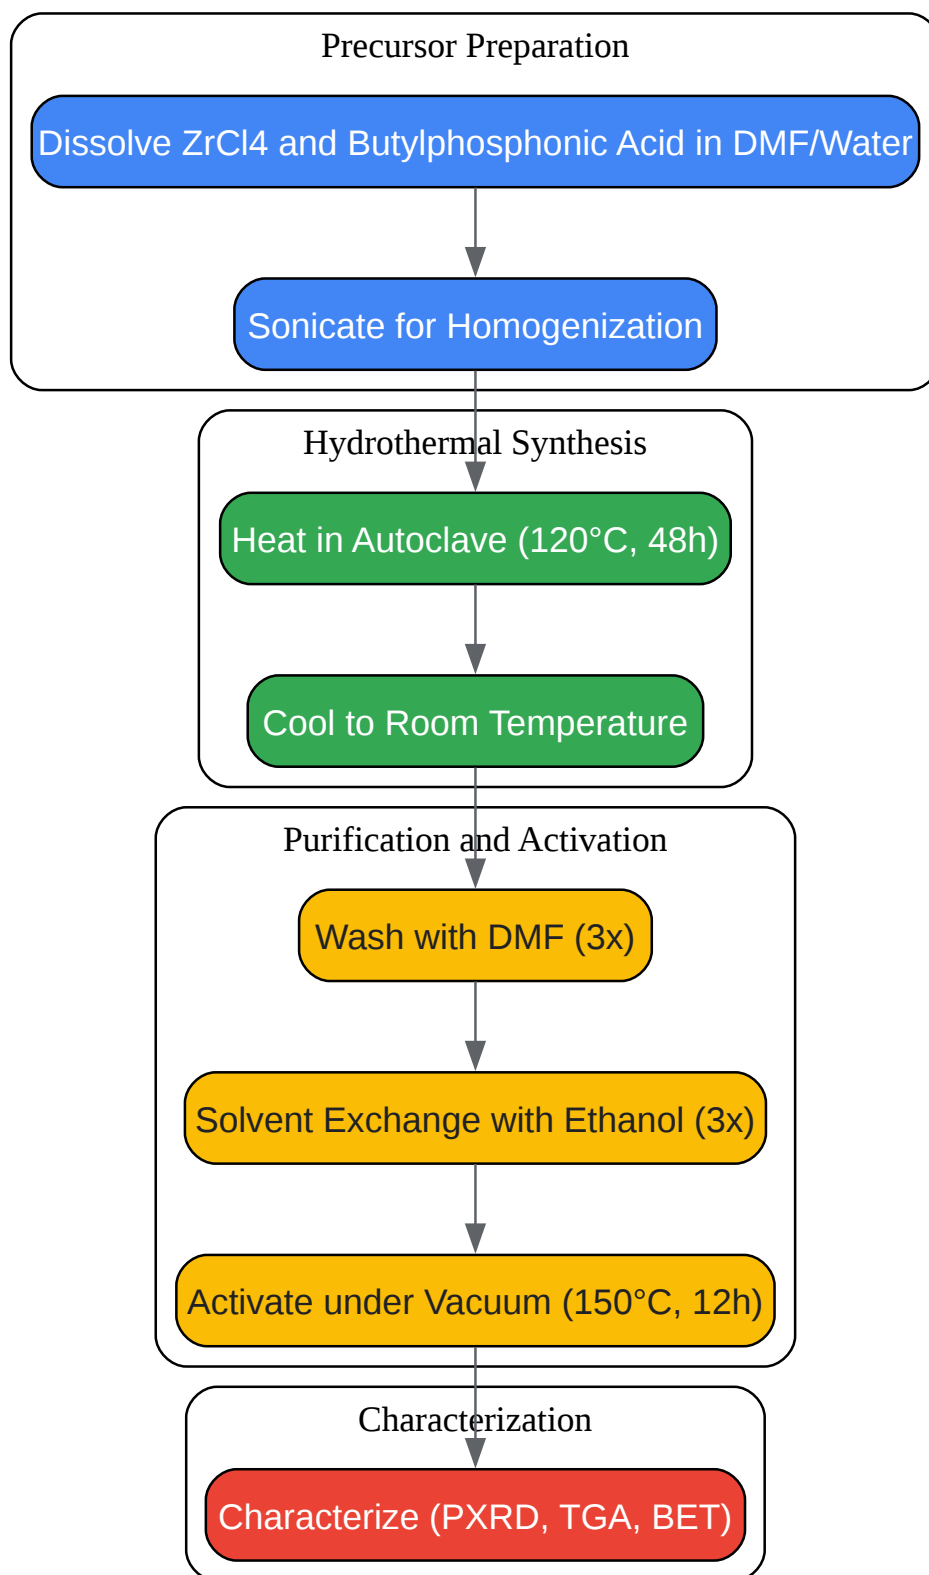 Precursor Preparation
Dissolve ZrCl4 and Butylphosphonic Acid in DMF/Water
Sonicate for Homogenization
Hydrothermal Synthesis
Heat in Autoclave (120°C, 48h)
Cool to Room Temperature
Purification and Activation
Wash with DMF (3x)
Solvent Exchange with Ethanol (3x)
Activate under Vacuum (150°C, 12h)
Characterization
Characterize (PXRD, TGA, BET)